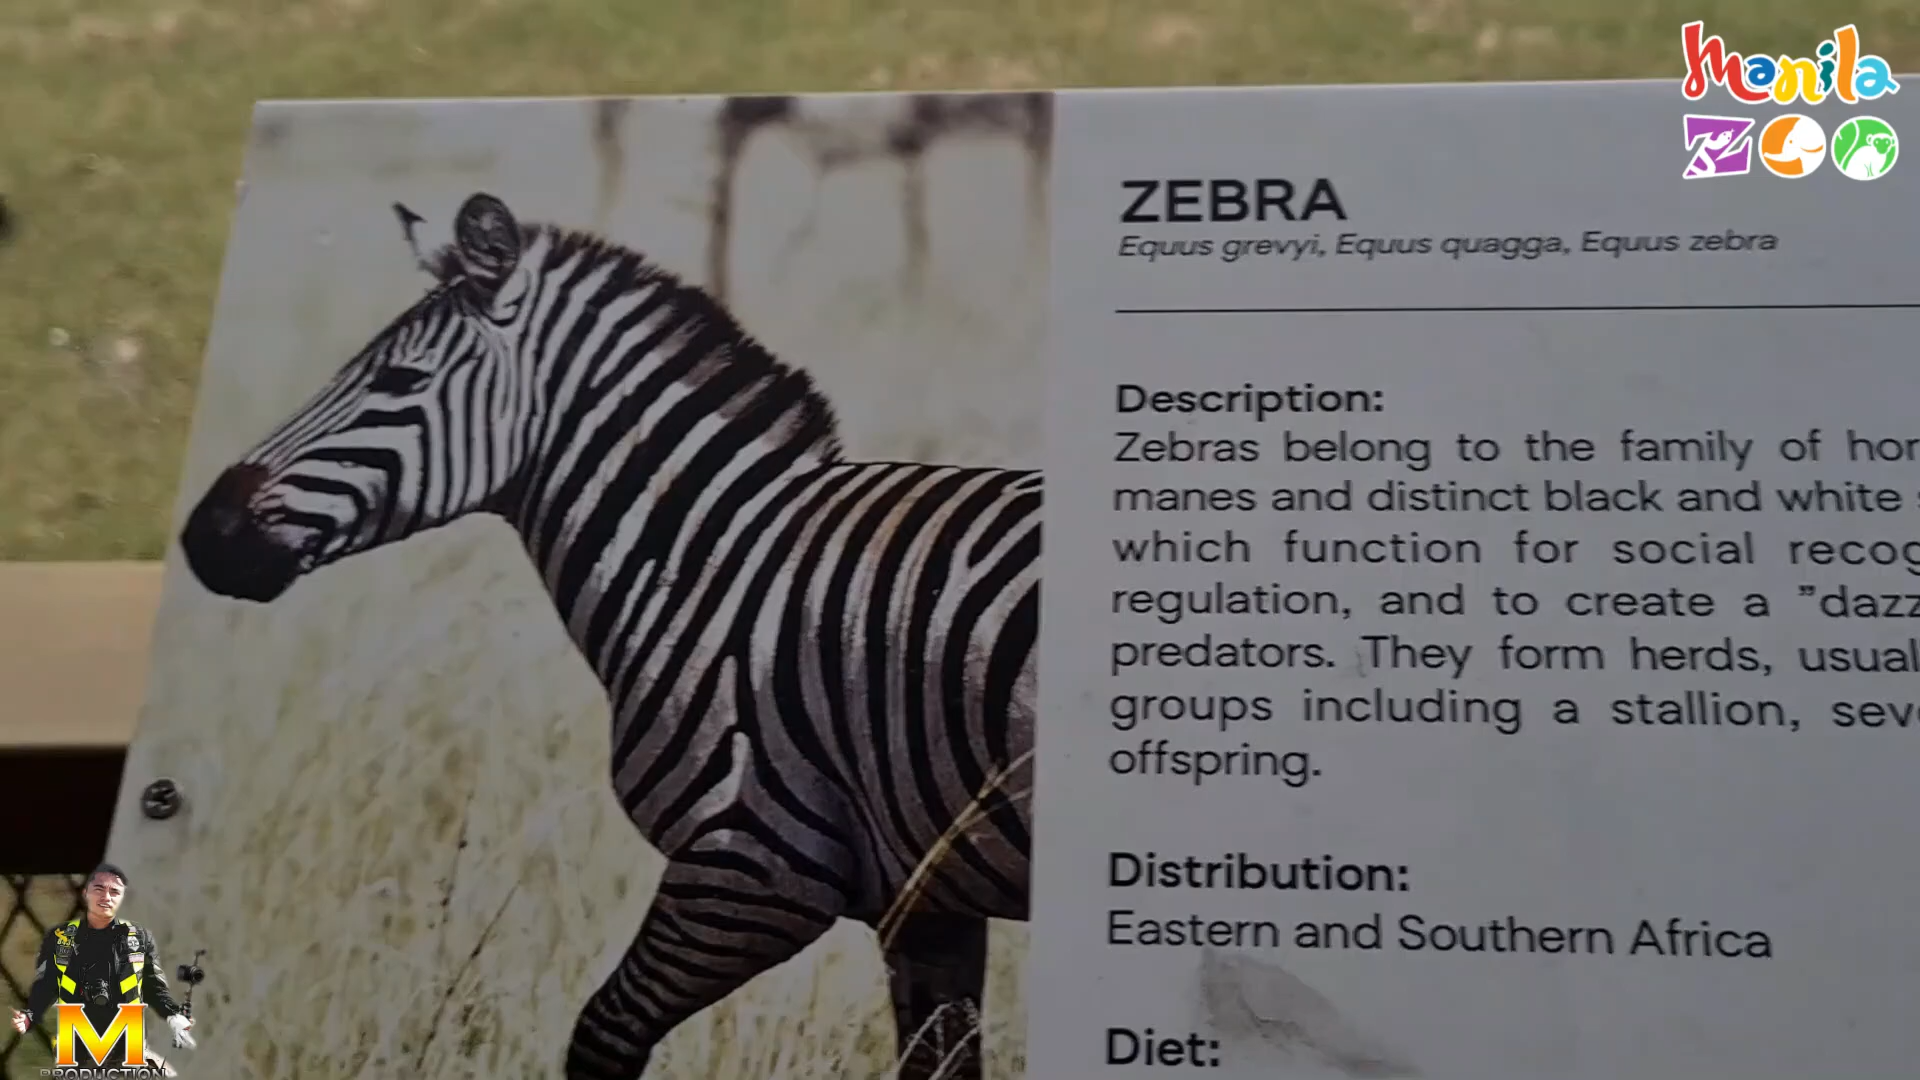 Manila
ZOO
ZEBRA
Equus grevyi, Equus quagga, Equus zebra
Description:
Zebras belong to the family of hor
manes and distinct black and white
which function for social recog
regulation, and to create a ”dazz
predators. They form herds, usual
groups including a stallion, seve
offspring.
Distribution:
Eastern and Southern Africa
Diet:
M
PRODUCTION